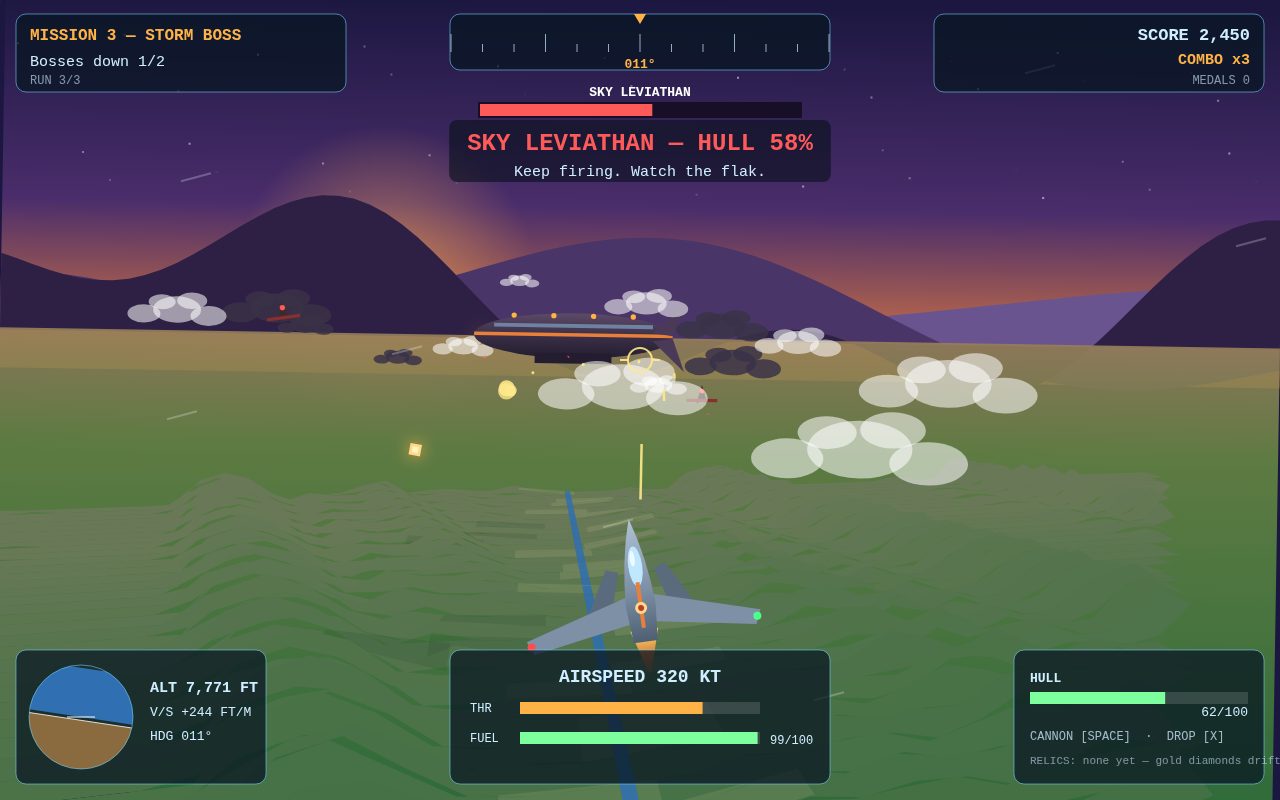 MISSION 3 — STORM BOSS
Bosses down 1/2
RUN 3/3
011°
SCORE 2,450
COMBO x3
MEDALS 0
SKY LEVIATHAN
SKY LEVIATHAN — HULL 58%
Keep firing. Watch the flak.
ALT 7,771 FT
V/S +244 FT/M
HDG 011°
AIRSPEED 320 KT
THR
FUEL 99/100
HULL
62/100
CANNON [SPACE] · DROP [X]
RELICS: none yet — gold diamonds drift